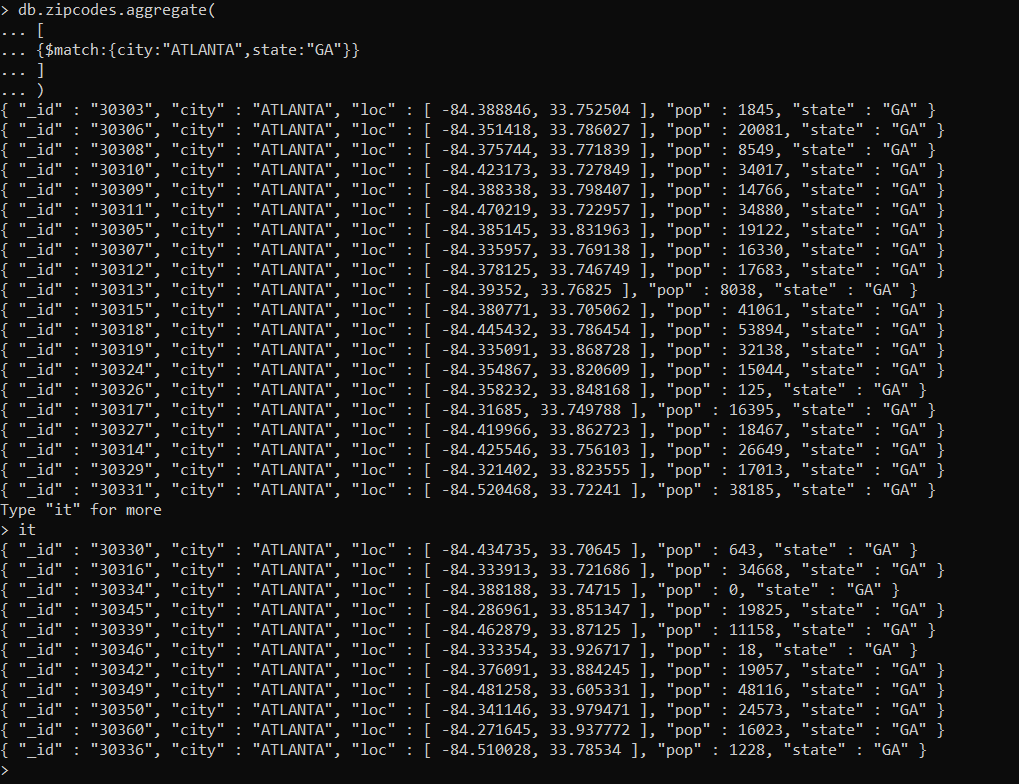 > db.zipcodes.aggregate(
... [
... {$match:{city:"ATLANTA",state:"GA"}}
... ]
... )
{ "_id" : "30303", "city" : "ATLANTA", "loc" : [ -84.388846, 33.752504 ], "pop" : 1845, "state" : "GA" }
{ "_id" : "30306", "city" : "ATLANTA", "loc" : [ -84.351418, 33.786027 ], "pop" : 20081, "state" : "GA" }
{ "_id" : "30308", "city" : "ATLANTA", "loc" : [ -84.375744, 33.771839 ], "pop" : 8549, "state" : "GA" }
{ "_id" : "30310", "city" : "ATLANTA", "loc" : [ -84.423173, 33.727849 ], "pop" : 34017, "state" : "GA" }
{ "_id" : "30309", "city" : "ATLANTA", "loc" : [ -84.388338, 33.798407 ], "pop" : 14766, "state" : "GA" }
{ "_id" : "30311", "city" : "ATLANTA", "loc" : [ -84.470219, 33.722957 ], "pop" : 34880, "state" : "GA" }
{ "_id" : "30305", "city" : "ATLANTA", "loc" : [ -84.385145, 33.831963 ], "pop" : 19122, "state" : "GA" }
{ "_id" : "30307", "city" : "ATLANTA", "loc" : [ -84.335957, 33.769138 ], "pop" : 16330, "state" : "GA" }
{ "_id" : "30312", "city" : "ATLANTA", "loc" : [ -84.378125, 33.746749 ], "pop" : 17683, "state" : "GA" }
{ "_id" : "30313", "city" : "ATLANTA", "loc" : [ -84.39352, 33.76825 ], "pop" : 8038, "state" : "GA" }
{ "_id" : "30315", "city" : "ATLANTA", "loc" : [ -84.380771, 33.705062 ], "pop" : 41061, "state" : "GA" }
{ "_id" : "30318", "city" : "ATLANTA", "loc" : [ -84.445432, 33.786454 ], "pop" : 53894, "state" : "GA" }
{ "_id" : "30319", "city" : "ATLANTA", "loc" : [ -84.335091, 33.868728 ], "pop" : 32138, "state" : "GA" }
{ "_id" : "30324", "city" : "ATLANTA", "loc" : [ -84.354867, 33.820609 ], "pop" : 15044, "state" : "GA" }
{ "_id" : "30326", "city" : "ATLANTA", "loc" : [ -84.358232, 33.848168 ], "pop" : 125, "state" : "GA" }
{ "_id" : "30317", "city" : "ATLANTA", "loc" : [ -84.31685, 33.749788 ], "pop" : 16395, "state" : "GA" }
{ "_id" : "30327", "city" : "ATLANTA", "loc" : [ -84.419966, 33.862723 ], "pop" : 18467, "state" : "GA" }
{ "_id" : "30314", "city" : "ATLANTA", "loc" : [ -84.425546, 33.756103 ], "pop" : 26649, "state" : "GA" }
{ "_id" : "30329", "city" : "ATLANTA", "loc" : [ -84.321402, 33.823555 ], "pop" : 17013, "state" : "GA" }
{ "_id" : "30331", "city" : "ATLANTA", "loc" : [ -84.520468, 33.72241 ], "pop" : 38185, "state" : "GA" }
Type "it" for more
> it
{ "_id" : "30330", "city" : "ATLANTA", "loc" : [ -84.434735, 33.70645 ], "pop" : 643, "state" : "GA" }
{ "_id" : "30316", "city" : "ATLANTA", "loc" : [ -84.333913, 33.721686 ], "pop" : 34668, "state" : "GA" }
{ "_id" : "30334", "city" : "ATLANTA", "loc" : [ -84.388188, 33.74715 ], "pop" : 0, "state" : "GA" }
{ "_id" : "30345", "city" : "ATLANTA", "loc" : [ -84.286961, 33.851347 ], "pop" : 19825, "state" : "GA" }
{ "_id" : "30339", "city" : "ATLANTA", "loc" : [ -84.462879, 33.87125 ], "pop" : 11158, "state" : "GA" }
{ "_id" : "30346", "city" : "ATLANTA", "loc" : [ -84.333354, 33.926717 ], "pop" : 18, "state" : "GA" }
{ "_id" : "30342", "city" : "ATLANTA", "loc" : [ -84.376091, 33.884245 ], "pop" : 19057, "state" : "GA" }
{ "_id" : "30349", "city" : "ATLANTA", "loc" : [ -84.481258, 33.605331 ], "pop" : 48116, "state" : "GA" }
{ "_id" : "30350", "city" : "ATLANTA", "loc" : [ -84.341146, 33.979471 ], "pop" : 24573, "state" : "GA" }
{ "_id" : "30360", "city" : "ATLANTA", "loc" : [ -84.271645, 33.937772 ], "pop" : 16023, "state" : "GA" }
{ "_id" : "30336", "city" : "ATLANTA", "loc" : [ -84.510028, 33.78534 ], "pop" : 1228, "state" : "GA" }
>